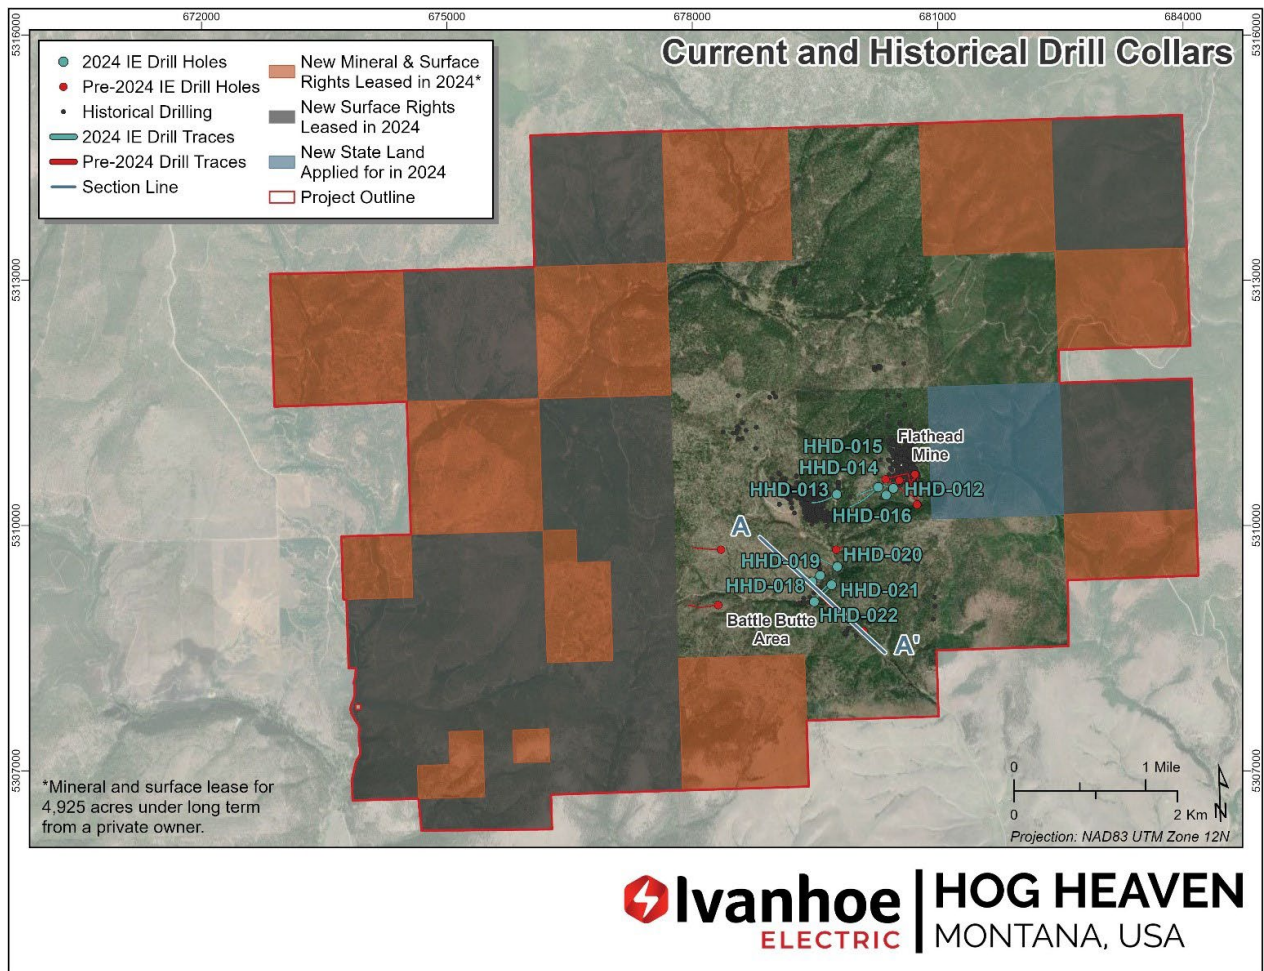 672000
675000
678000
681000
684000
5316000
5316000
Current and Historical Drill Collars
2024 IE Drill Holes
Pre-2024 IE Drill Holes
Historical Drilling
2024 IE Drill Traces
Pre-2024 Drill Traces
Section Line
New Mineral & Surface
Rights Leased in 2024*
New Surface Rights
Leased in 2024
New State Land
Applied for in 2024
Project Outline
5313000
5313000
Flathead
Mine
HHD-015
HHD-014
HHD-013
HHD-012
HHD-016
5310000
5310000
A
HHD-019
HHD-020
HHD-018
HHD-021
HHD-022
Battle Butte
Area
A'
5307000
5307000
*Mineral and surface lease for
4,925 acres under long term
from a private owner.
0 1 Mile
0 2 Km
N
Projection: NAD83 UTM Zone 12N
Ivanhoe
ELECTRIC
HOG HEAVEN
MONTANA, USA